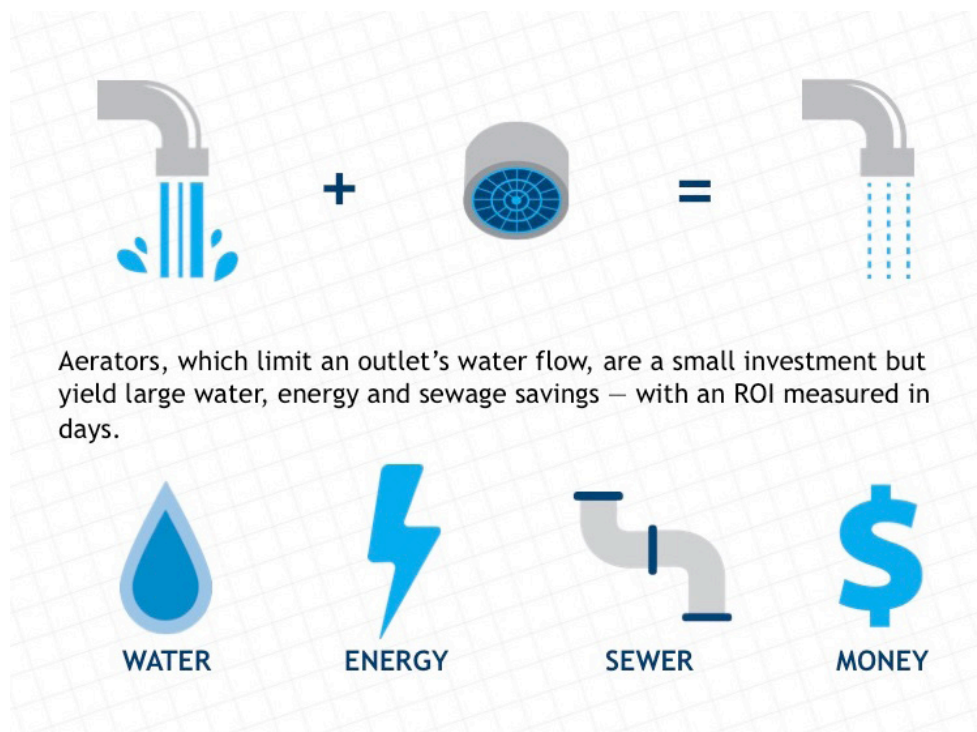 +
=
Aerators, which limit an outlet’s water flow, are a small investment but
yield large water, energy and sewage savings — with an ROI measured in
days.
$
WATER ENERGY SEWER MONEY